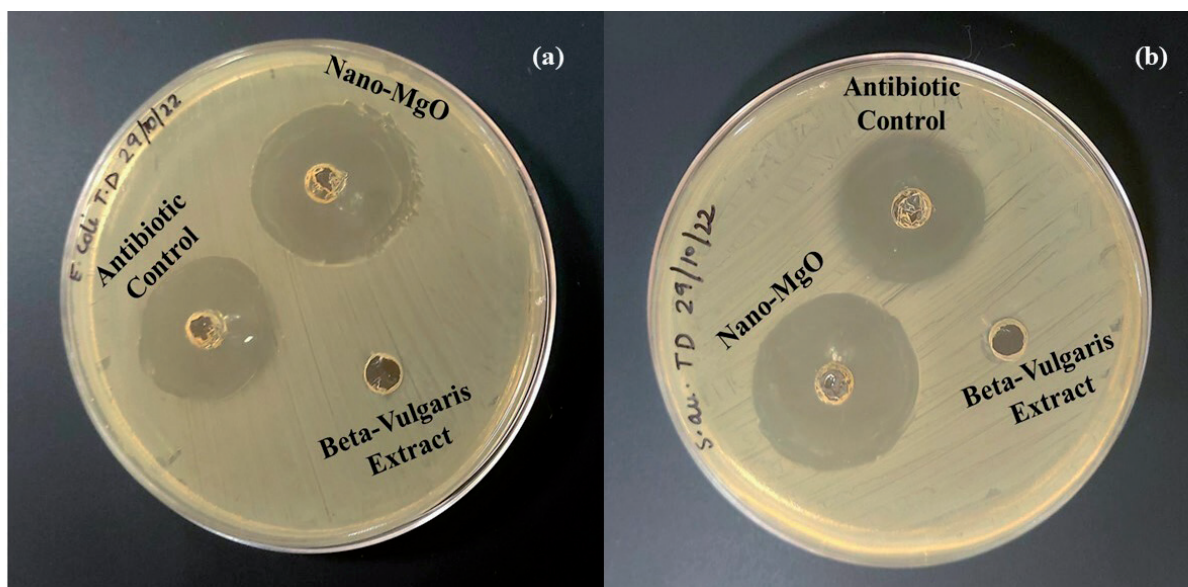 (a)
Nano-MgO
E. Coli T.D 29/10/22
Antibiotic
Control
Beta-Vulgaris
Extract
(b)
Antibiotic
Control
S.au. TD 29/10/22
Nano-MgO
Beta-Vulgaris
Extract